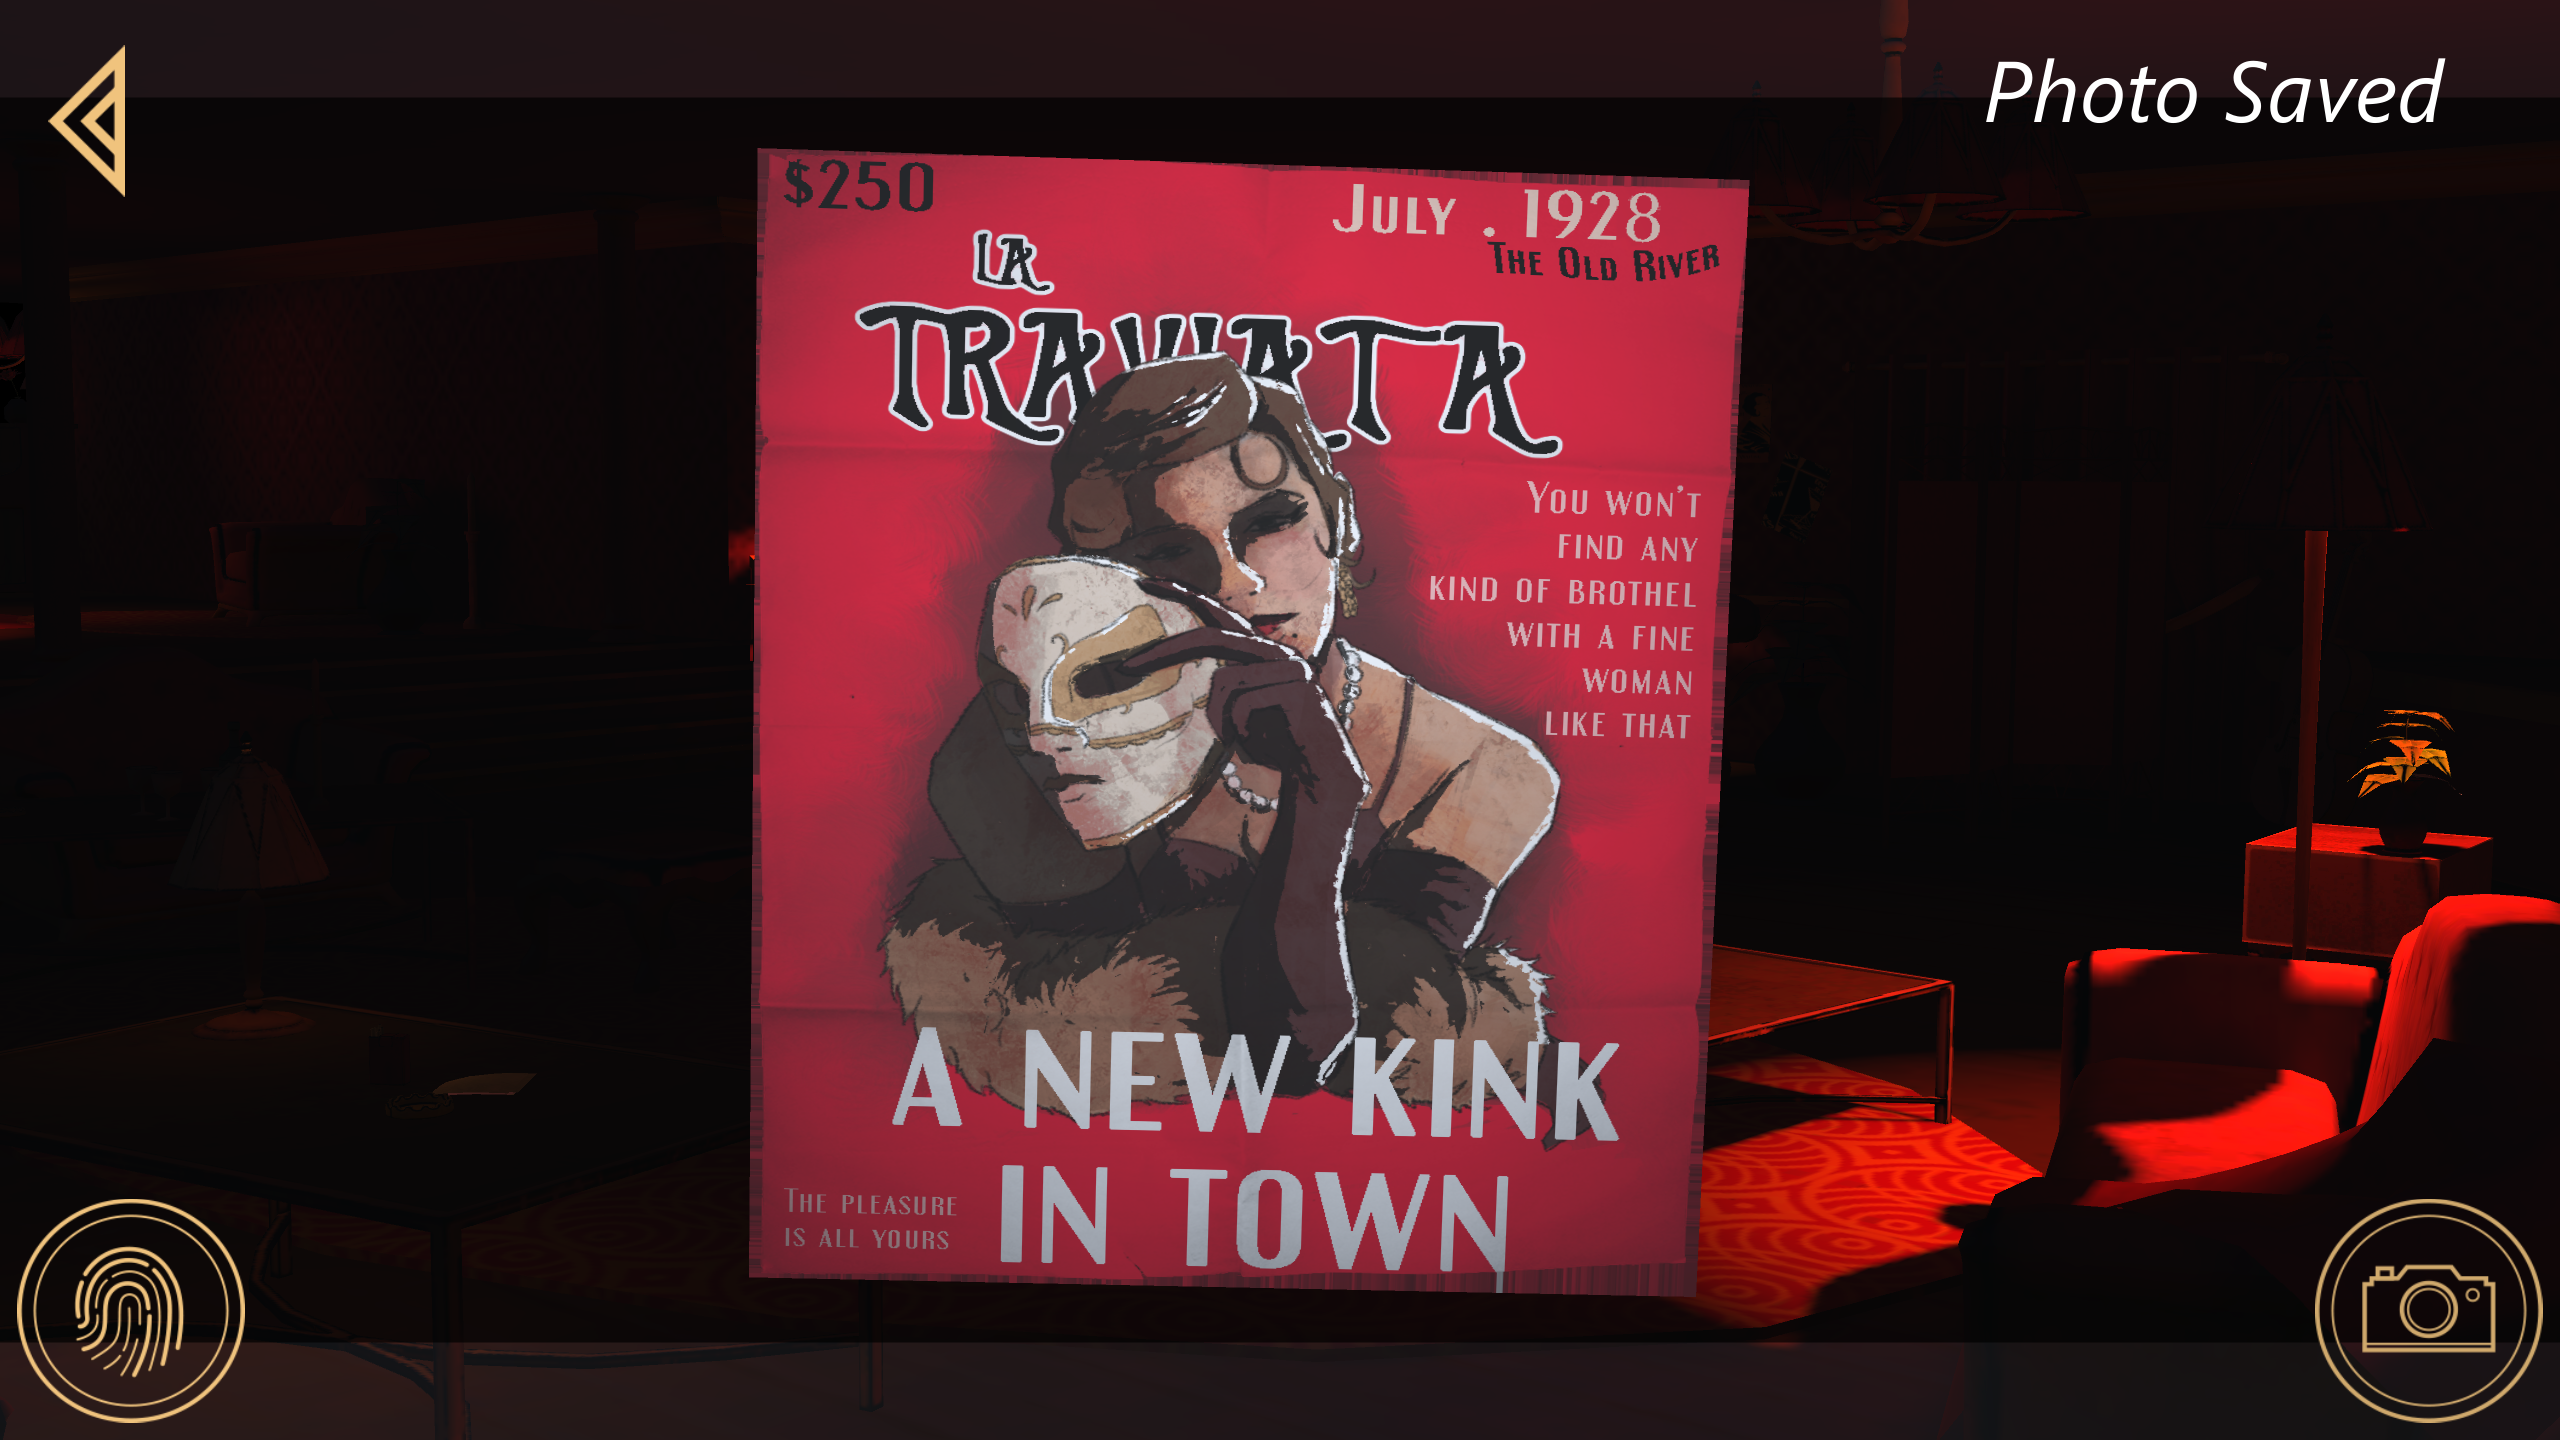 Photo Saved
$250
JULY . 1928
THE OLD RIVER
LA
TRAVIATA
YOU WON'T
FIND ANY
KIND OF BROTHEL
WITH A FINE
WOMAN
LIKE THAT
A NEW KINK
IN TOWN
THE PLEASURE
IS ALL YOURS